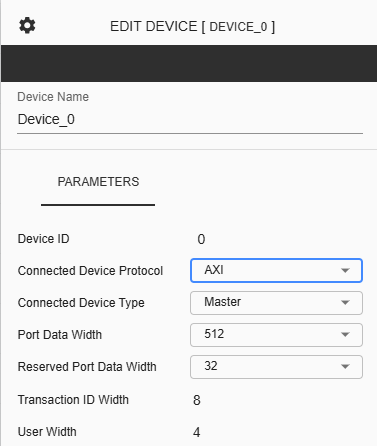 EDIT DEVICE [ DEVICE_0 ]
Device Name
Device_0
PARAMETERS
Device ID 0
Connected Device Protocol AXI
Connected Device Type Master
Port Data Width 512
Reserved Port Data Width 32
Transaction ID Width 8
User Width 4